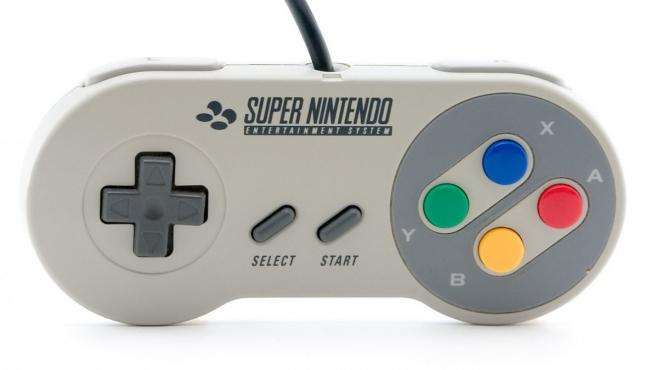 SUPER NINTENDO
ENTERTAINMENT SYSTEM
X
A
Y
B
SELECT START